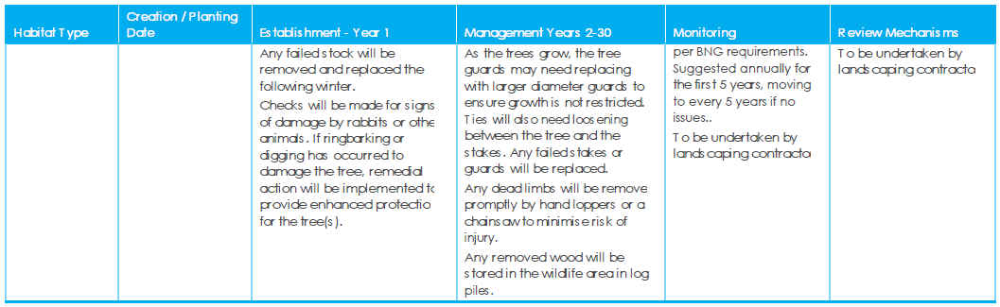 Habitat Type
Creation / Planting
Date
Establishment - Year 1
Management Years 2-30
Monitoring
Review Mechanisms
Any failed stock will be
removed and replaced the
following winter.
Checks will be made for signs
of damage by rabbits or othe
animals. If ringbarking or
digging has occurred to
damage the tree, remedial
action will be implemented to
provide enhanced protectio
for the tree(s).
As the trees grow, the tree
guards may need replacing
with larger diameter guards to
ensure growth is not restricted.
Ties will also need loosening
between the tree and the
stakes. Any failed stakes or
guards will be replaced.
Any dead limbs will be remove
promptly by hand loppers or a
chainsaw to minimise risk of
injury.
Any removed wood will be
stored in the wildlife area in log
piles.
per BNG requirements.
Suggested annually for
the first 5 years, moving
to every 5 years if no
issues..
To be undertaken by
landscaping contracto
To be undertaken by
landscaping contracto